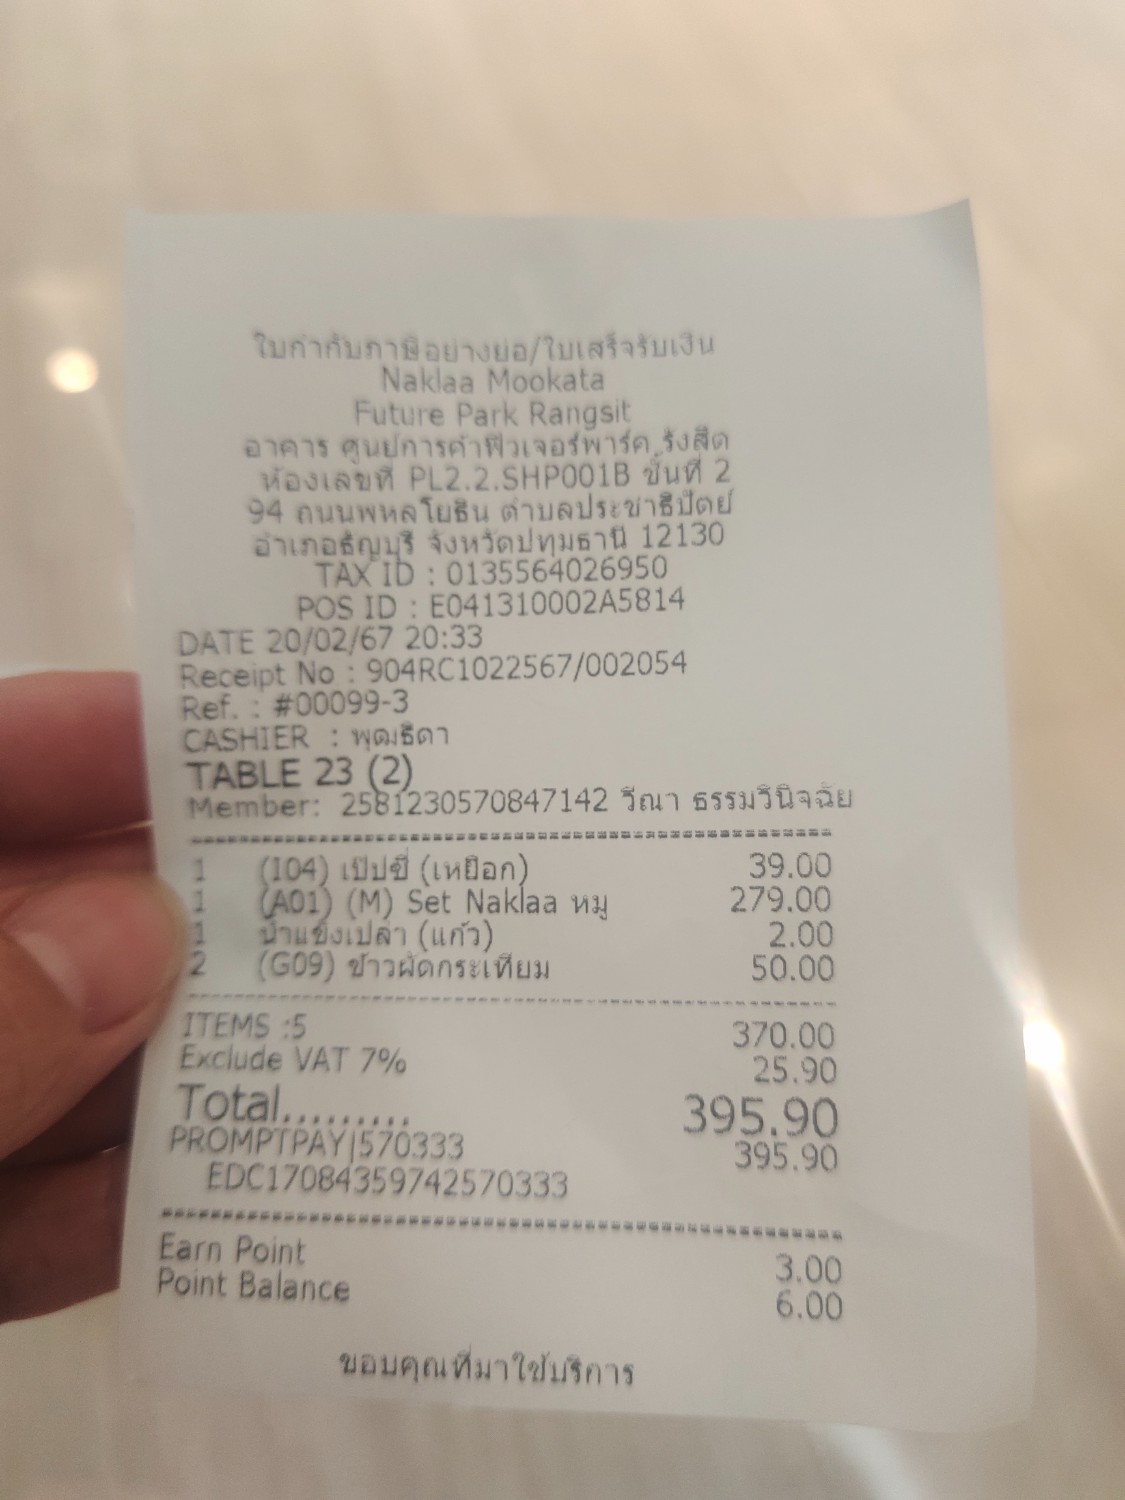 ใบกำกับภาษีอย่างย่อ/ใบเสร็จรับเงิน
Naklaa Mookata
Future Park Rangsit
อาคาร ศูนย์การค้าฟิวเจอร์พาร์ค รังสิต
ห้องเลขที่ PL2.2.SHP001B ชั้นที่ 2
94 ถนนพหลโยธิน ตำบลประชาธิปัตย์
อำเภอธัญบุรี จังหวัดปทุมธานี 12130
TAX ID : 0135564026950
POS ID : E041310002A5814
DATE 20/02/67 20:33
Receipt No : 904RC1022567/002054
Ref. : #00099-3
CASHIER : พุฒธิดา
TABLE 23 (2)
Member: 2581230570847142 วีณา ธรรมวินิจฉัย
1 (I04) เป๊ปซี่ (เหยือก) 39.00
1 (A01) (M) Set Naklaa หมู 279.00
1 น้ำแข็งเปล่า (แก้ว) 2.00
2 (G09) ข้าวผัดกระเทียม 50.00
ITEMS :5 370.00
Exclude VAT 7% 25.90
Total......... 395.90
PROMPTPAY|570333 395.90
EDC17084359742570333
Earn Point 3.00
Point Balance 6.00
ขอบคุณที่มาใช้บริการ